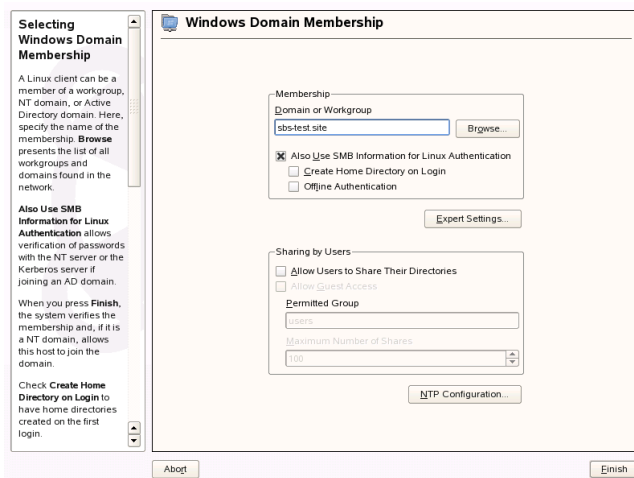 Selecting
Windows Domain
Membership
A Linux client can be a
member of a workgroup,
NT domain, or Active
Directory domain. Here,
specify the name of the
membership. Browse
presents the list of all
workgroups and
domains found in the
network.
Also Use SMB
Information for Linux
Authentication allows
verification of passwords
with the NT server or the
Kerberos server if
joining an AD domain.
When you press Finish,
the system verifies the
membership and, if it is
a NT domain, allows
this host to join the
domain.
Check Create Home
Directory on Login to
have home directories
created on the first
login.
Windows Domain Membership
Membership
Domain or Workgroup
sbs-test.site
Browse...
Also Use SMB Information for Linux Authentication
Create Home Directory on Login
Offline Authentication
Expert Settings...
Sharing by Users
Allow Users to Share Their Directories
Allow Guest Access
Permitted Group
users
Maximum Number of Shares
100
NTP Configuration...
Abort
Finish